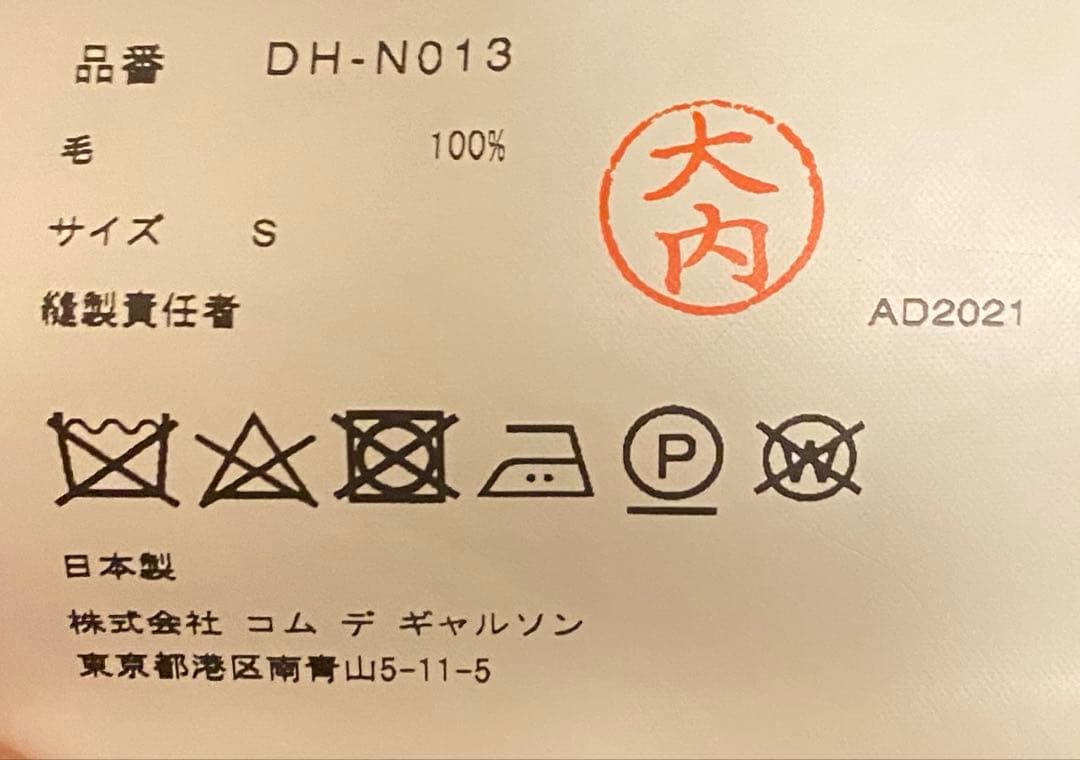 品番 DH-N013
毛 100%
サイズ S
縫製責任者
大内
AD2021
P W
日本製
株式会社 コム デ ギャルソン
東京都港区南青山5-11-5